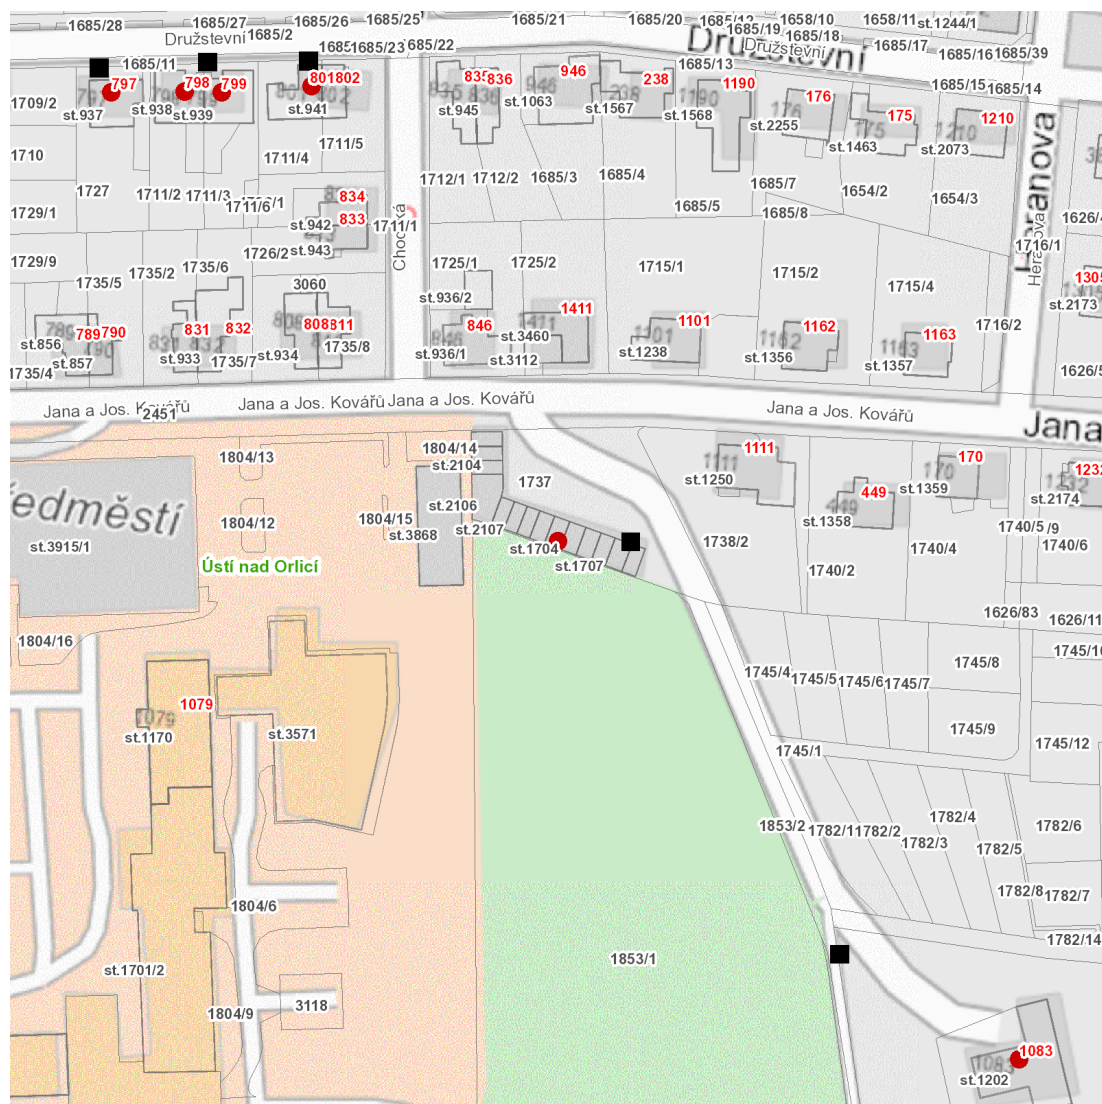 1685/28
1685/27
1685/26
1685/25
1685/21
1685/20
1685/12
1658/10
1658/11
st.1244/1
1685/2
1685/19
1685/18
Družstevní
1685/23
1685/22
Družstevní
Družstevní
1685/17
1685/16
1685/39
1685/11
1685/13
797
798
799
801
802
835
836
946
238
1190
1685/15
1685/14
1709/2
st.937
st.938
st.939
st.941
st.945
st.1063
st.1567
st.1568
176
st.2255
175
st.1463
1210
st.2073
1710
1711/4
1711/5
1727
1711/2
1711/3
1711/6
1712/1
1712/2
1685/3
1685/4
1685/7
1654/2
1654/3
834
833
1729/1
st.942
1711/1
1685/5
1685/8
1626/4
Chocká
st.943
1716/1
Heranova
Heranova
1729/9
1735/5
1735/2
1735/6
1726/2
1725/1
1725/2
1715/1
1715/2
1715/4
1305
st.2173
3060
st.936/2
1411
789
790
831
832
808
811
846
1101
1162
1163
1716/2
st.856
st.857
st.933
1735/7
st.934
1735/8
st.936/1
st.3460
st.3112
st.1238
st.1356
st.1357
1735/4
1626/5
Jana a Jos. Kovářů
2451
Jana a Jos. Kovářů
Jana a Jos. Kovářů
Jana a Jos. Kovářů
Jana
1804/13
1804/14
st.2104
1737
1111
st.1250
449
st.1358
170
st.1359
1232
st.2174
1804/12
1804/15
st.2106
st.3868
st.2107
st.1704
st.1707
1738/2
1740/2
1740/4
1740/5
1740/6
st.3915/1
Ústí nad Orlicí
1626/83
1626/11
1804/16
1745/4
1745/5
1745/6
1745/7
1745/8
1745/9
1745/12
1079
st.1170
st.3571
1745/1
1853/2
1782/1
1782/2
1782/3
1782/4
1782/5
1782/6
1782/8
1782/7
1782/14
1804/6
st.1701/2
1853/1
1804/9
3118
1083
st.1202